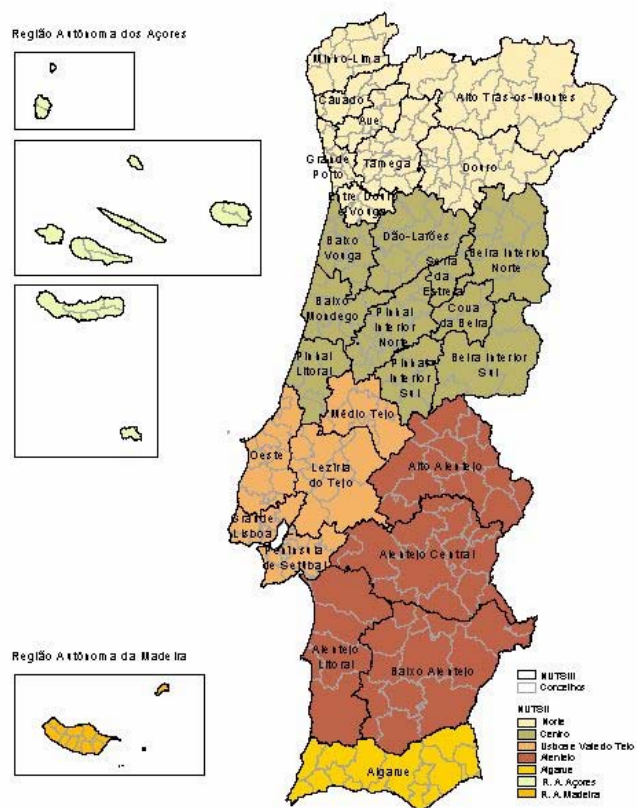 Região Autônoma dos Açores
Minho-Lima
Cávado
Ave
Alto Trás-os-Montes
Grande
Porto
Tâmega
Douro
Entre Douro
e Vouga
Baixo
Vouga
Dão-Lafões
Serra
da
Estrela
Beira Interior
Norte
Baixo
Mondego
Pinhal
Interior
Norte
Cova
da Beira
Pinhal
Litoral
Pinhal
Interior
Sul
Beira Interior
Sul
Médio Tejo
Oeste
Lezíria
do Tejo
Alto Alentejo
Grande
Lisboa
Península
de Setúbal
Alentejo Central
Alentejo
Litoral
Baixo Alentejo
Algarve
Região Autônoma da Madeira
NUTSIII
Concelhos
NUTSII
Norte
Centro
Lisboa e Vale do Tejo
Alentejo
Algarve
R. A. Açores
R. A. Madeira